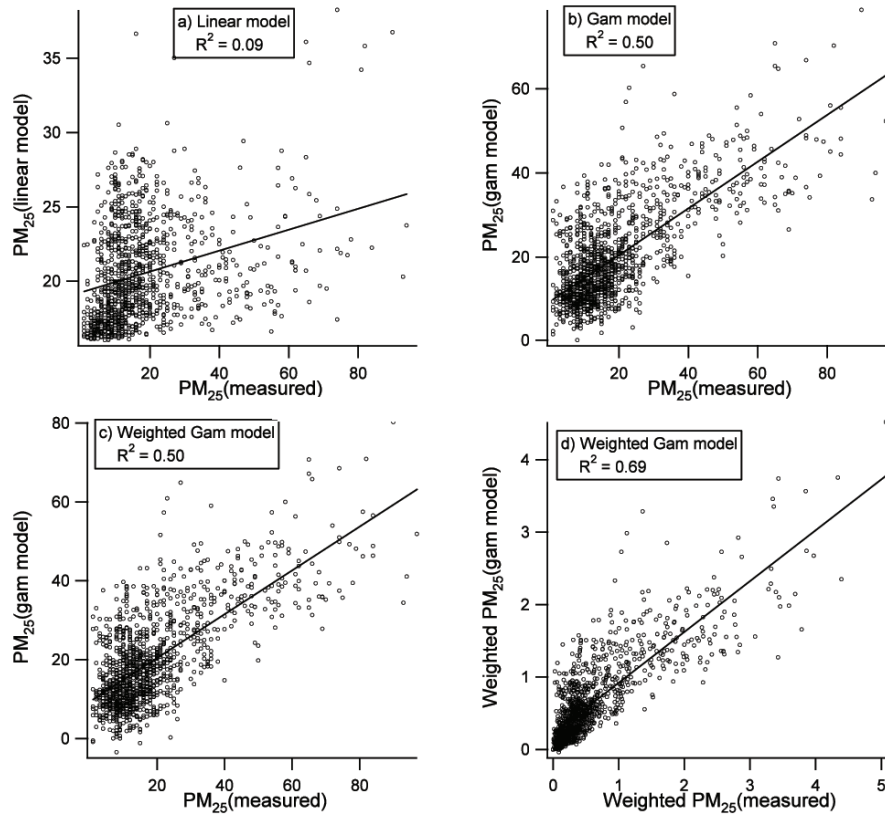 a) Linear model
R² = 0.09
35
30
25
20
PM₂₅(linear model)
20 40 60 80
PM₂₅(measured)
b) Gam model
R² = 0.50
60
40
20
0
PM₂₅(gam model)
20 40 60 80
PM₂₅(measured)
c) Weighted Gam model
R² = 0.50
80
60
40
20
0
PM₂₅(gam model)
20 40 60 80
PM₂₅(measured)
d) Weighted Gam model
R² = 0.69
4
3
2
1
0
Weighted PM₂₅(gam model)
0 1 2 3 4 5
Weighted PM₂₅(measured)